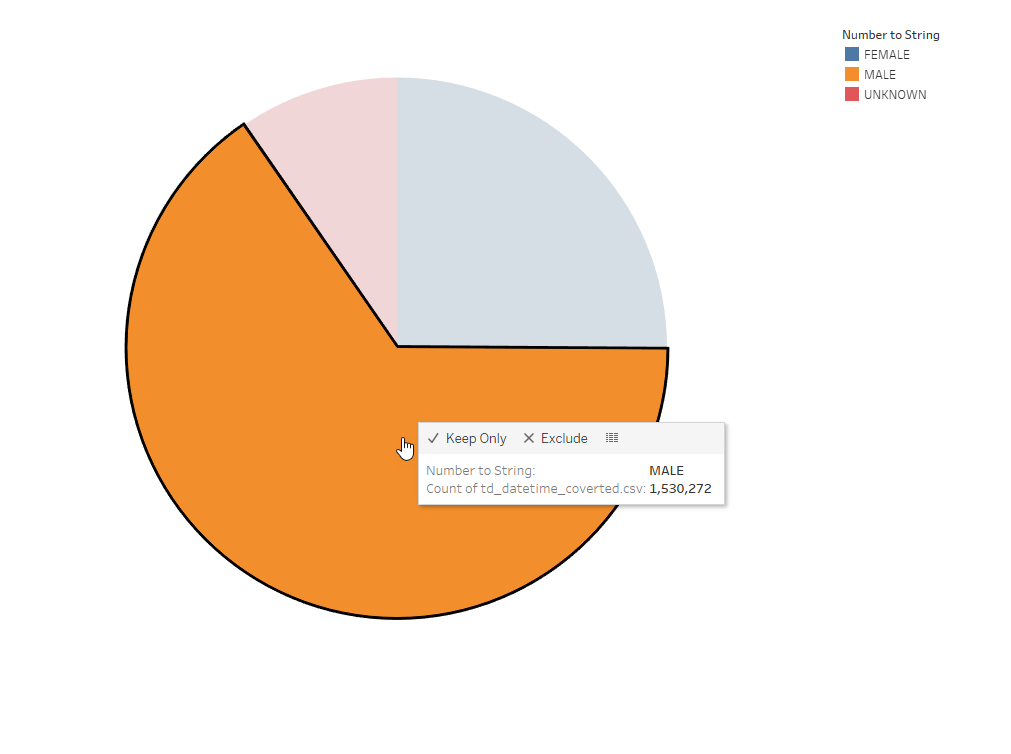 Number to String
FEMALE
MALE
UNKNOWN
Keep Only Exclude
Number to String: MALE
Count of td_datetime_coverted.csv: 1,530,272